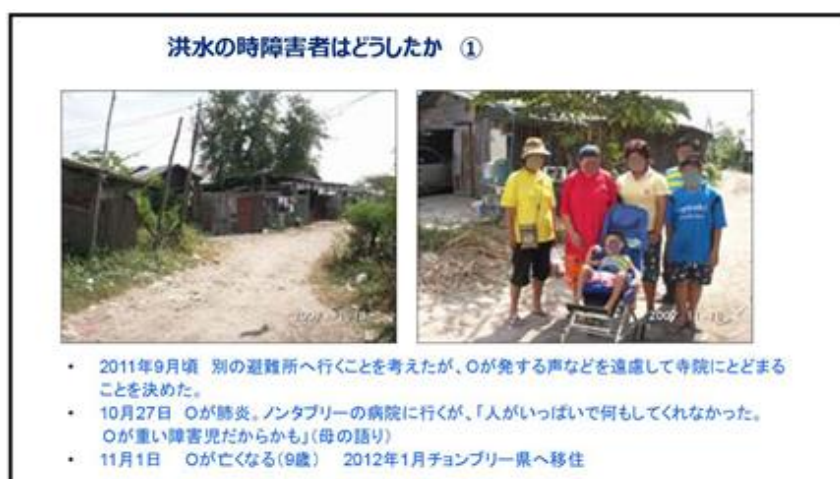 洪水の時障害者はどうしたか ①
• 2011年9月頃 別の避難所へ行くことを考えたが、Oが発する声などを遠慮して寺院にとどまる
ことを決めた。
• 10月27日 Oが肺炎。ノンタブリーの病院に行くが、「人がいっぱいで何もしてくれなかった。
Oが重い障害児だからかも」(母の語り)
• 11月1日 Oが亡くなる(9歳) 2012年1月チョンブリー県へ移住